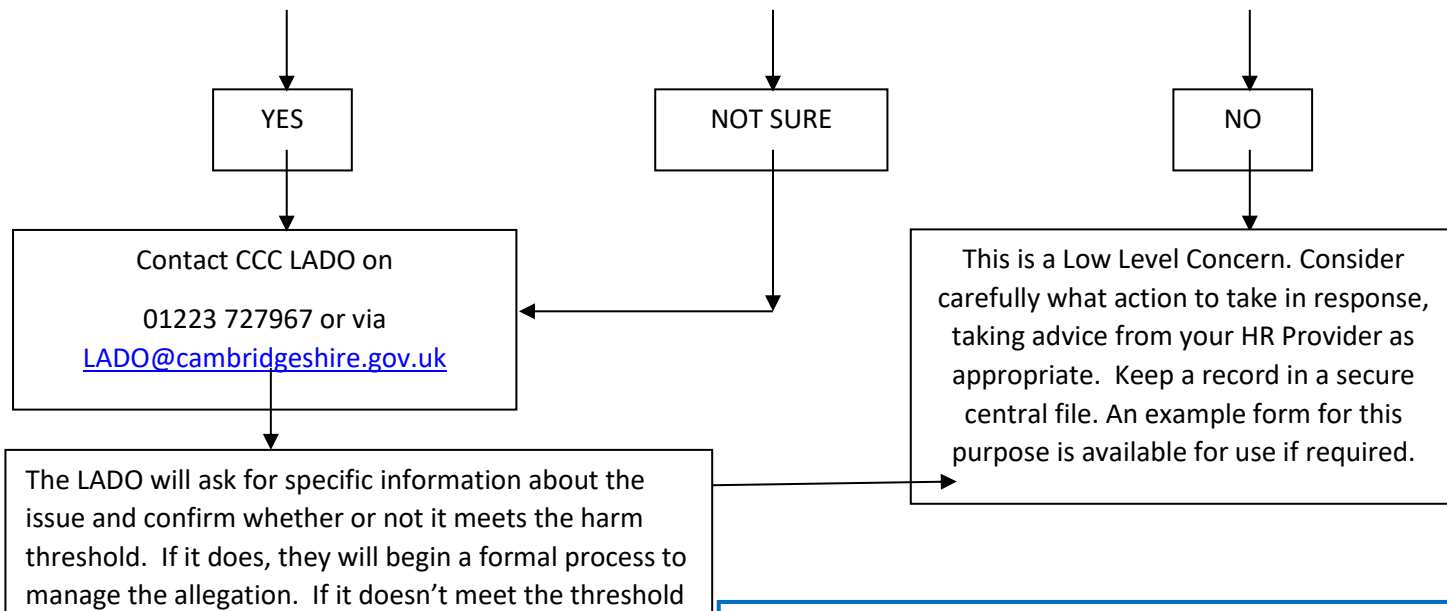 YES
NOT SURE
NO
Contact CCC LADO on
01223 727967 or via
LADO@cambridgeshire.gov.uk
This is a Low Level Concern. Consider
carefully what action to take in response,
taking advice from your HR Provider as
appropriate.  Keep a record in a secure
central file. An example form for this
purpose is available for use if required.
The LADO will ask for specific information about the
issue and confirm whether or not it meets the harm
threshold.  If it does, they will begin a formal process to
manage the allegation.  If it doesn’t meet the threshold